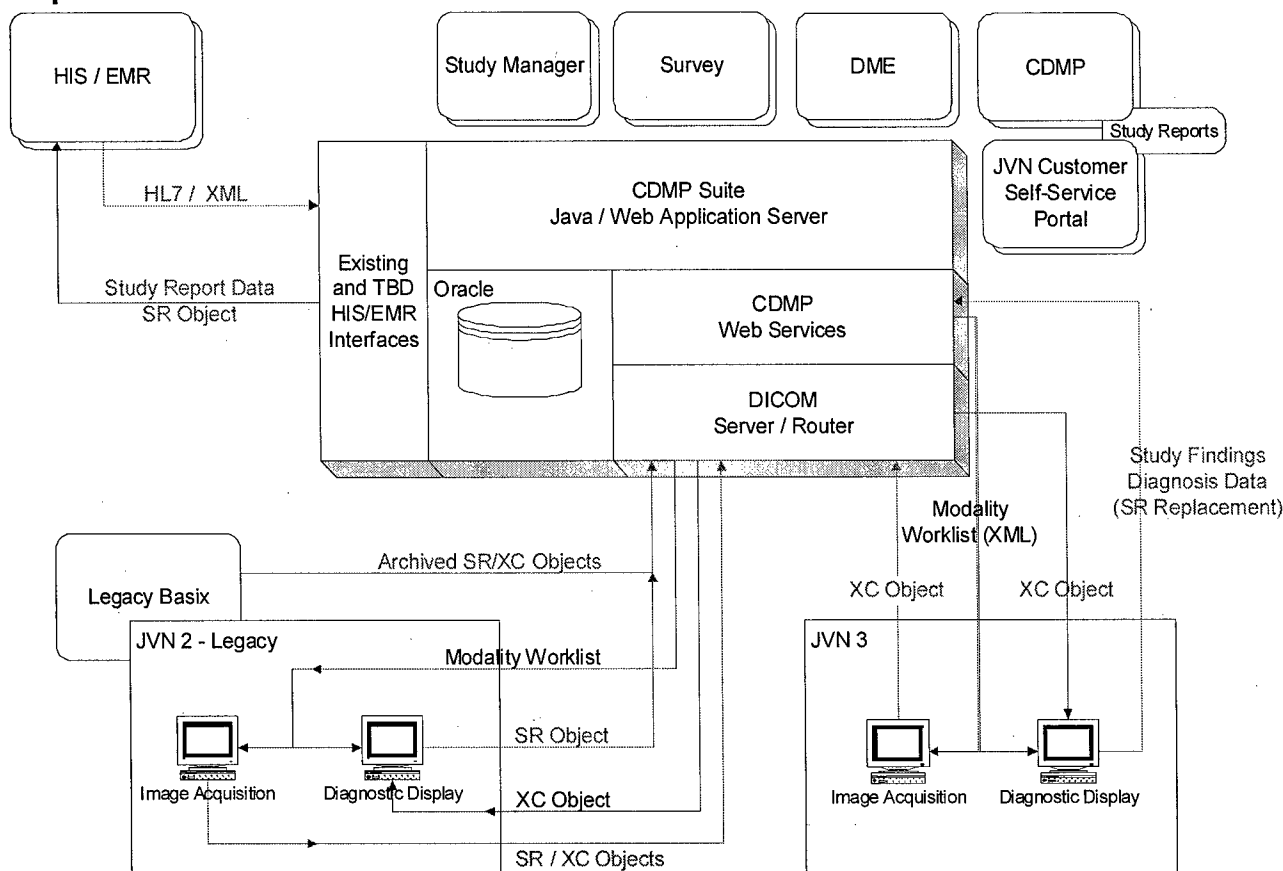 HIS / EMR
Study Manager
Survey
DME
CDMP
Study Reports
JVN Customer
Self-Service
Portal
HL7 / XML
CDMP Suite
Java / Web Application Server
Study Report Data
SR Object
Existing
and TBD
HIS/EMR
Interfaces
Oracle
CDMP
Web Services
DICOM
Server / Router
Study Findings
Diagnosis Data
(SR Replacement)
Modality
Worklist (XML)
Archived SR/XC Objects
XC Object
XC Object
Legacy Basix
JVN 2 - Legacy
Modality Worklist
JVN 3
SR Object
Image Acquisition
Diagnostic Display
XC Object
Image Acquisition
Diagnostic Display
SR / XC Objects